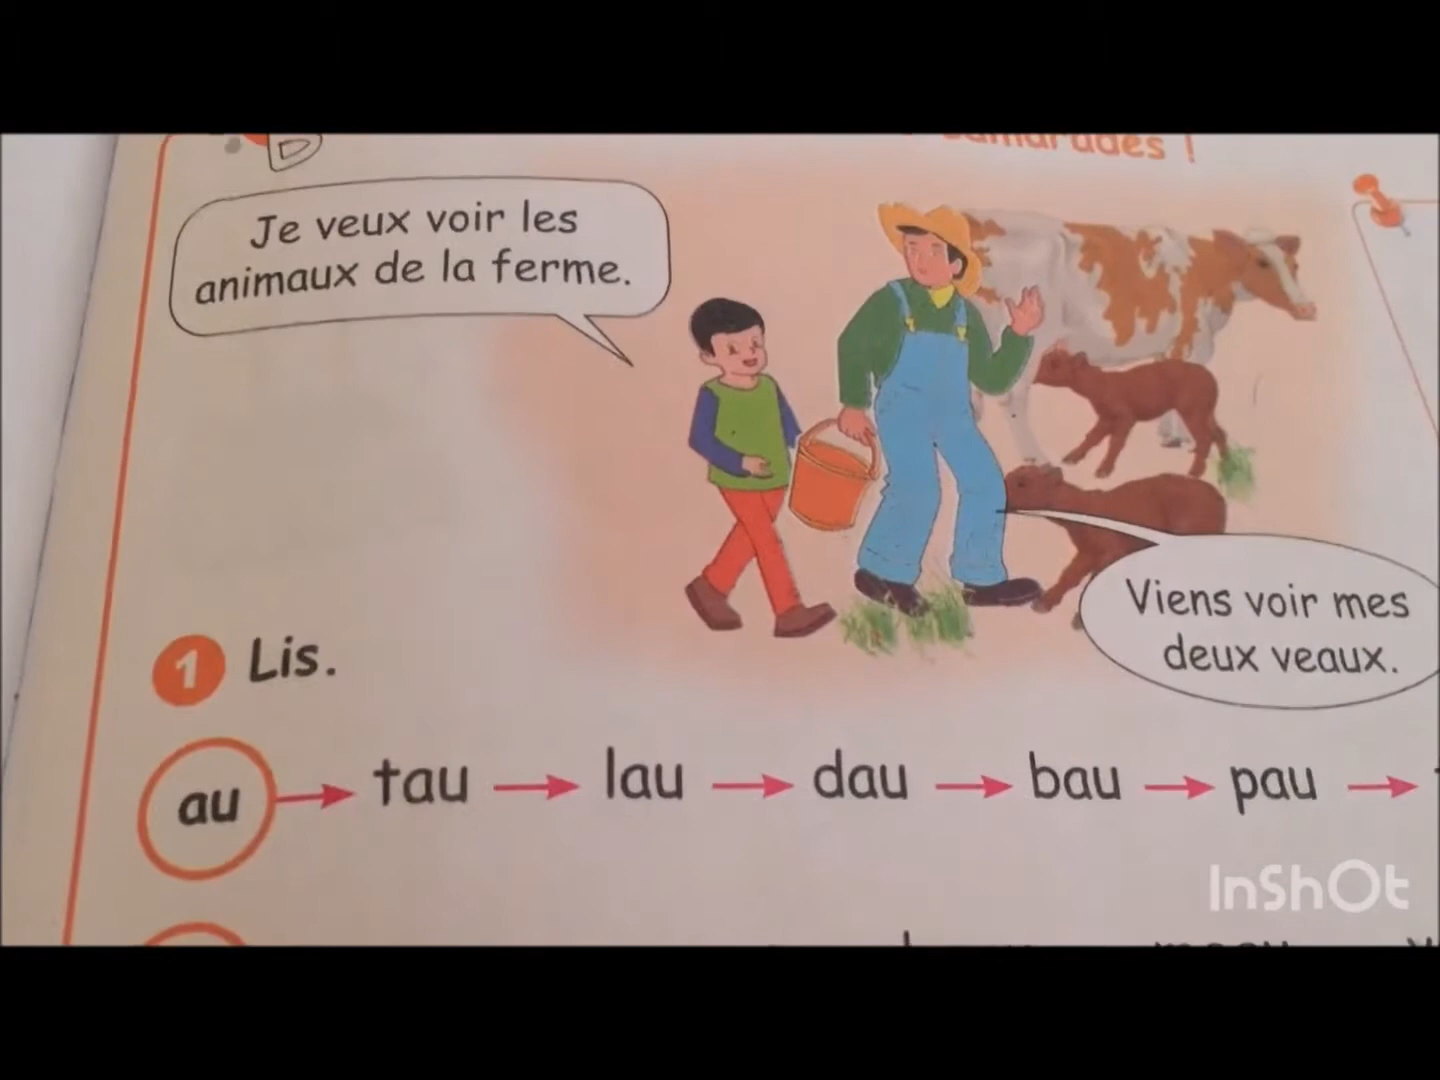 Je veux voir les
animaux de la ferme.
Viens voir mes
deux veaux.
1 Lis.
au → tau → lau → dau → bau → pau →
InShOt